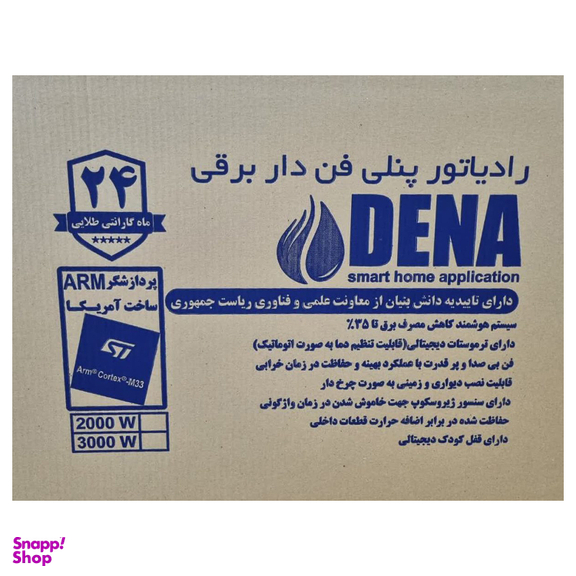 رادیاتور پنلی فن دار برقی
DENA
smart home application
۲۴
ماه گارانتی طلایی
پردازشگر ARM
ساخت آمریکا
ST
Arm® Cortex®-M33
2000 W
3000 W
دارای تاییدیه دانش بنیان از معاونت علمی و فناوری ریاست جمهوری
سیستم هوشمند کاهش مصرف برق تا ۳۵٪
دارای ترموستات دیجیتالی(قابلیت تنظیم دما به صورت اتوماتیک)
فن بی صدا و پر قدرت با عملکرد بهینه و حفاظت در زمان خرابی
قابلیت نصب دیواری و زمینی به صورت چرخ دار
دارای سنسور ژیروسکوپ جهت خاموش شدن در زمان واژگونی
حفاظت شده در برابر اضافه حرارت قطعات داخلی
دارای قفل کودک دیجیتالی
Snapp!
Shop